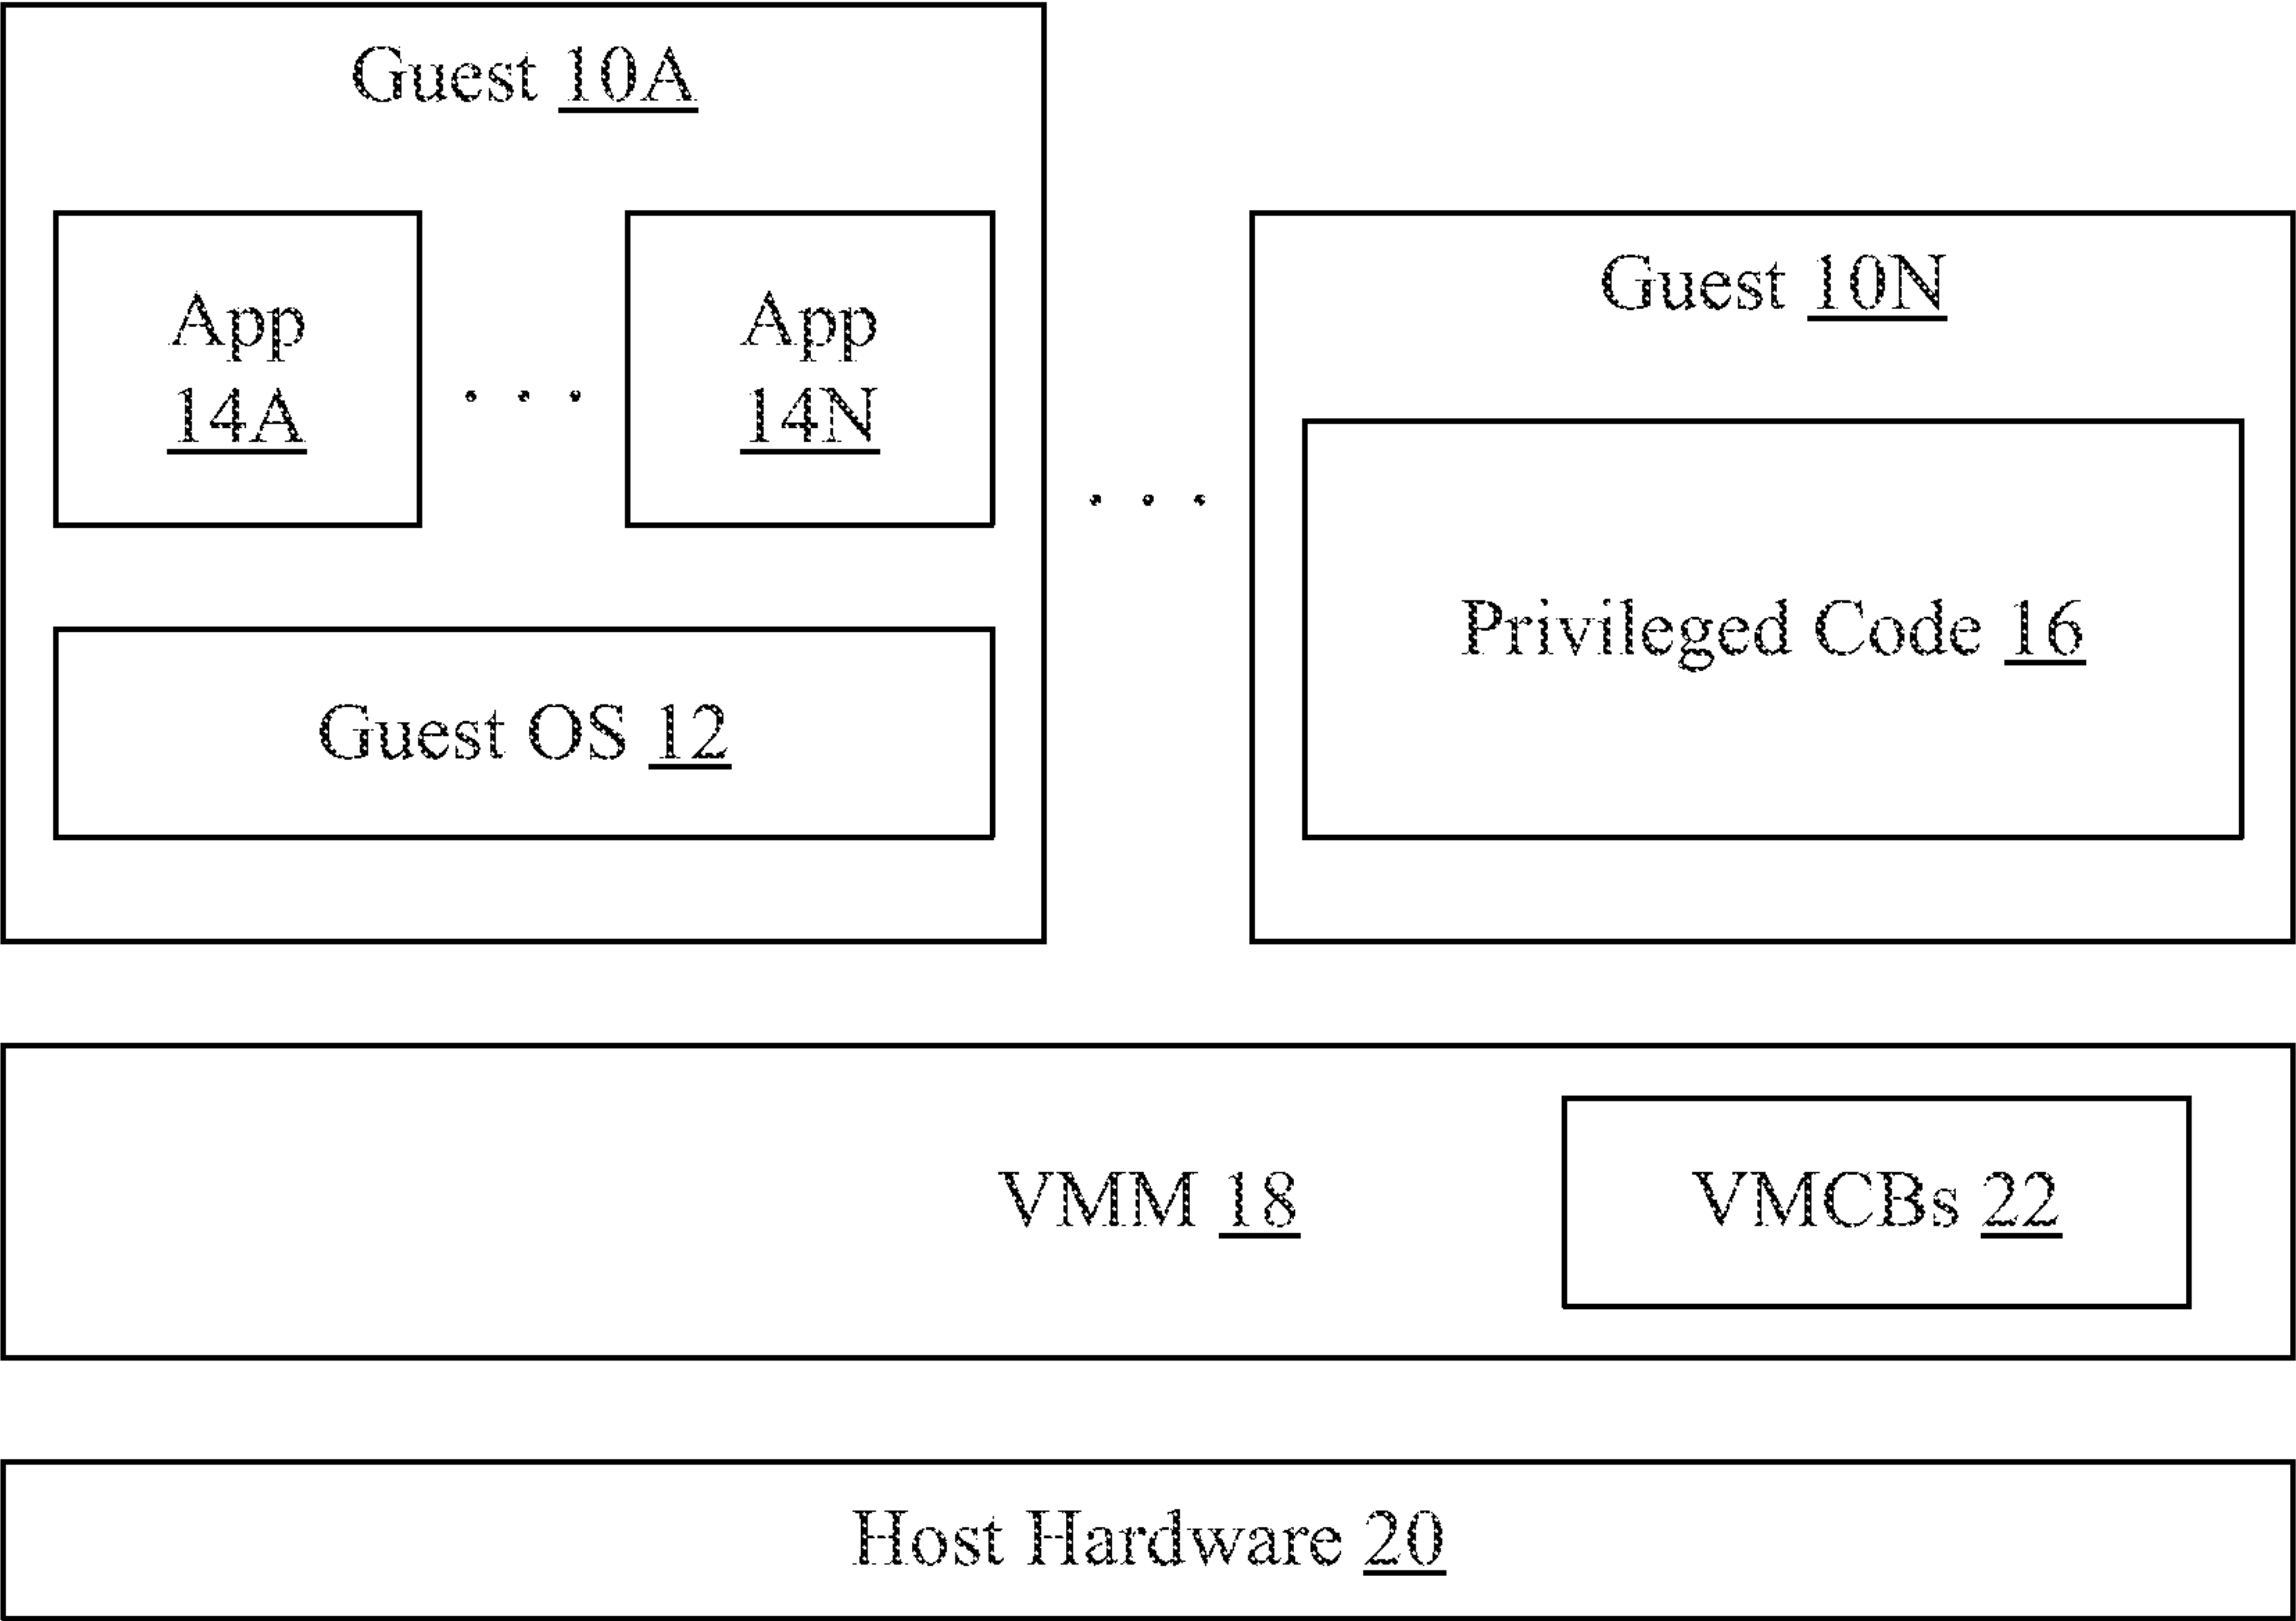 Guest 10A
App
14A
. . .
App
14N
Guest OS 12
. . .
Guest 10N
Privileged Code 16
VMM 18
VMCBs 22
Host Hardware 20